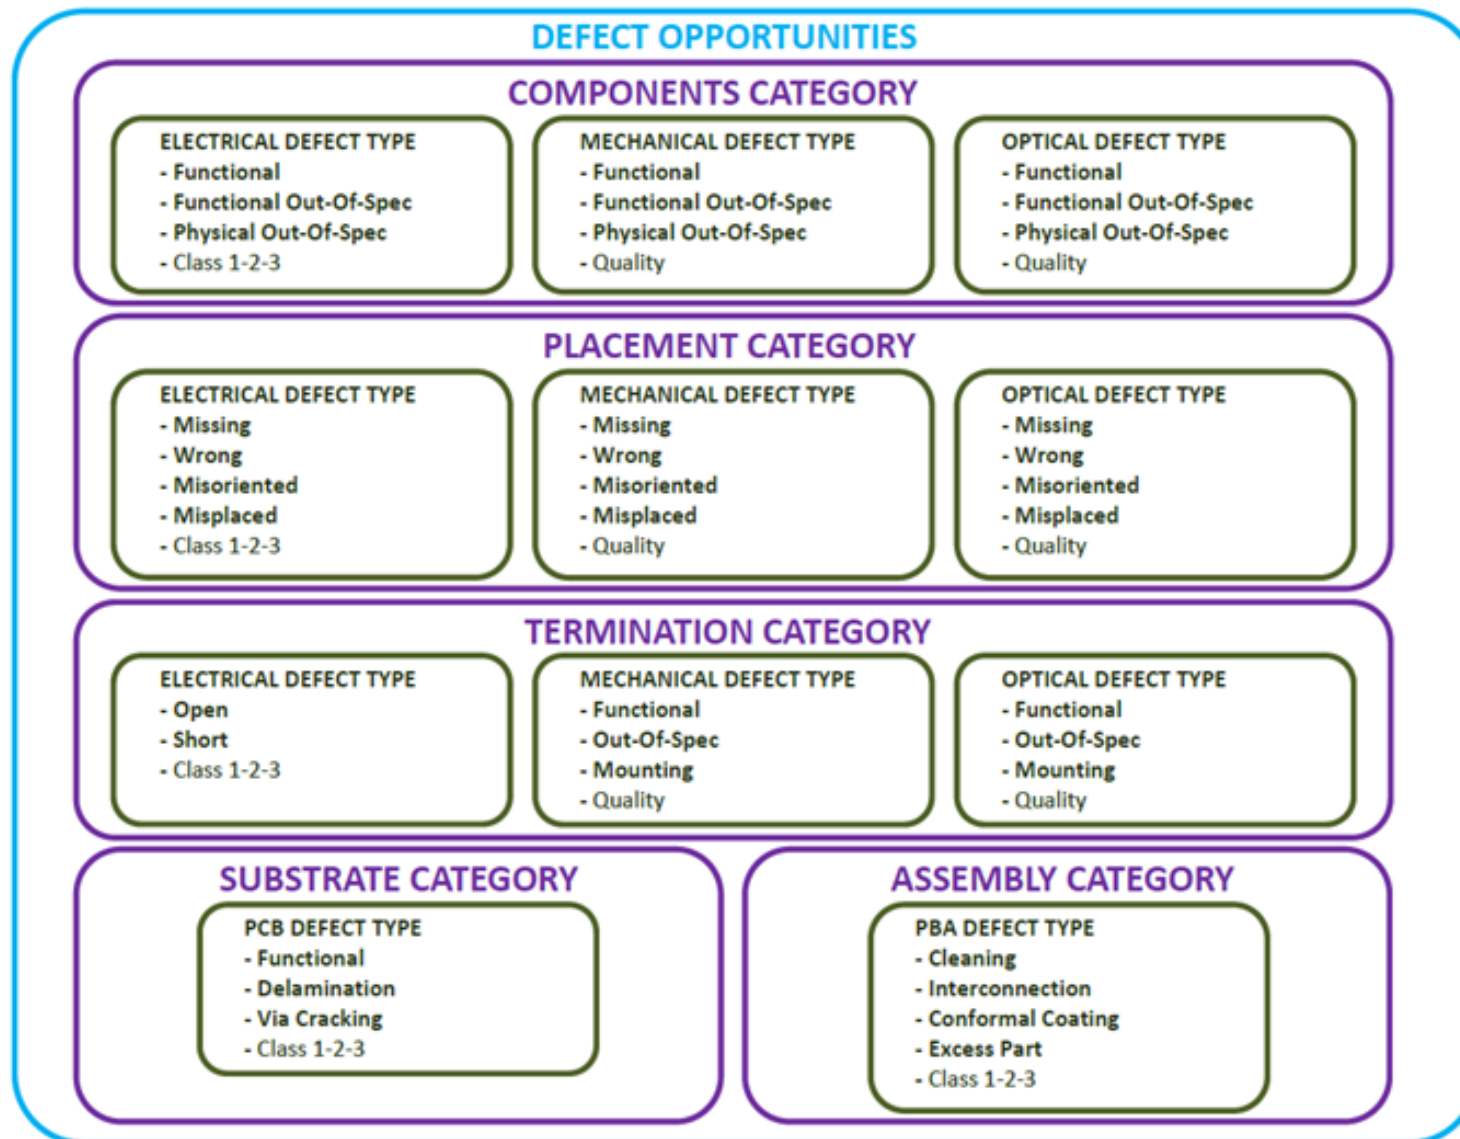 DEFECT OPPORTUNITIES
COMPONENTS CATEGORY
ELECTRICAL DEFECT TYPE
- Functional
- Functional Out-Of-Spec
- Physical Out-Of-Spec
- Class 1-2-3
MECHANICAL DEFECT TYPE
- Functional
- Functional Out-Of-Spec
- Physical Out-Of-Spec
- Quality
OPTICAL DEFECT TYPE
- Functional
- Functional Out-Of-Spec
- Physical Out-Of-Spec
- Quality
PLACEMENT CATEGORY
ELECTRICAL DEFECT TYPE
- Missing
- Wrong
- Misoriented
- Misplaced
- Class 1-2-3
MECHANICAL DEFECT TYPE
- Missing
- Wrong
- Misoriented
- Misplaced
- Quality
OPTICAL DEFECT TYPE
- Missing
- Wrong
- Misoriented
- Misplaced
- Quality
TERMINATION CATEGORY
ELECTRICAL DEFECT TYPE
- Open
- Short
- Class 1-2-3
MECHANICAL DEFECT TYPE
- Functional
- Out-Of-Spec
- Mounting
- Quality
OPTICAL DEFECT TYPE
- Functional
- Out-Of-Spec
- Mounting
- Quality
SUBSTRATE CATEGORY
PCB DEFECT TYPE
- Functional
- Delamination
- Via Cracking
- Class 1-2-3
ASSEMBLY CATEGORY
PBA DEFECT TYPE
- Cleaning
- Interconnection
- Conformal Coating
- Excess Part
- Class 1-2-3